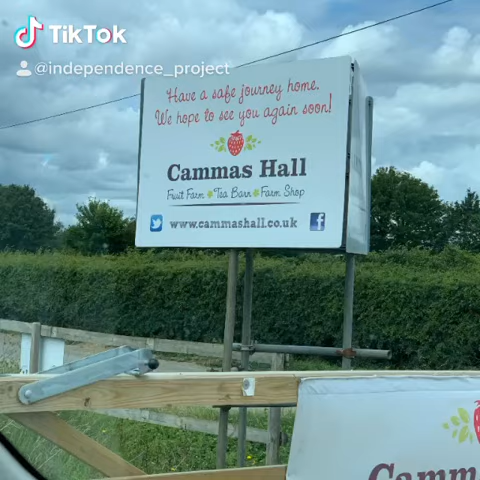 TikTok
@independence_project
Have a safe journey home.
We hope to see you again soon!
Cammas Hall
Fruit Farm Tea Barn Farm Shop
www.cammashall.co.uk